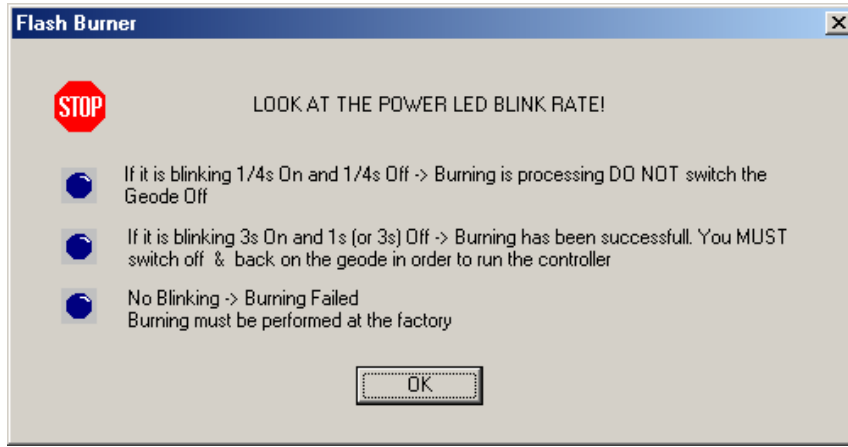 Flash Burner
STOP
LOOK AT THE POWER LED BLINK RATE!
If it is blinking 1/4s On and 1/4s Off -> Burning is processing DO NOT switch the
Geode Off
If it is blinking 3s On and 1s (or 3s) Off -> Burning has been successfull. You MUST
switch off & back on the geode in order to run the controller
No Blinking -> Burning Failed
Burning must be performed at the factory
OK